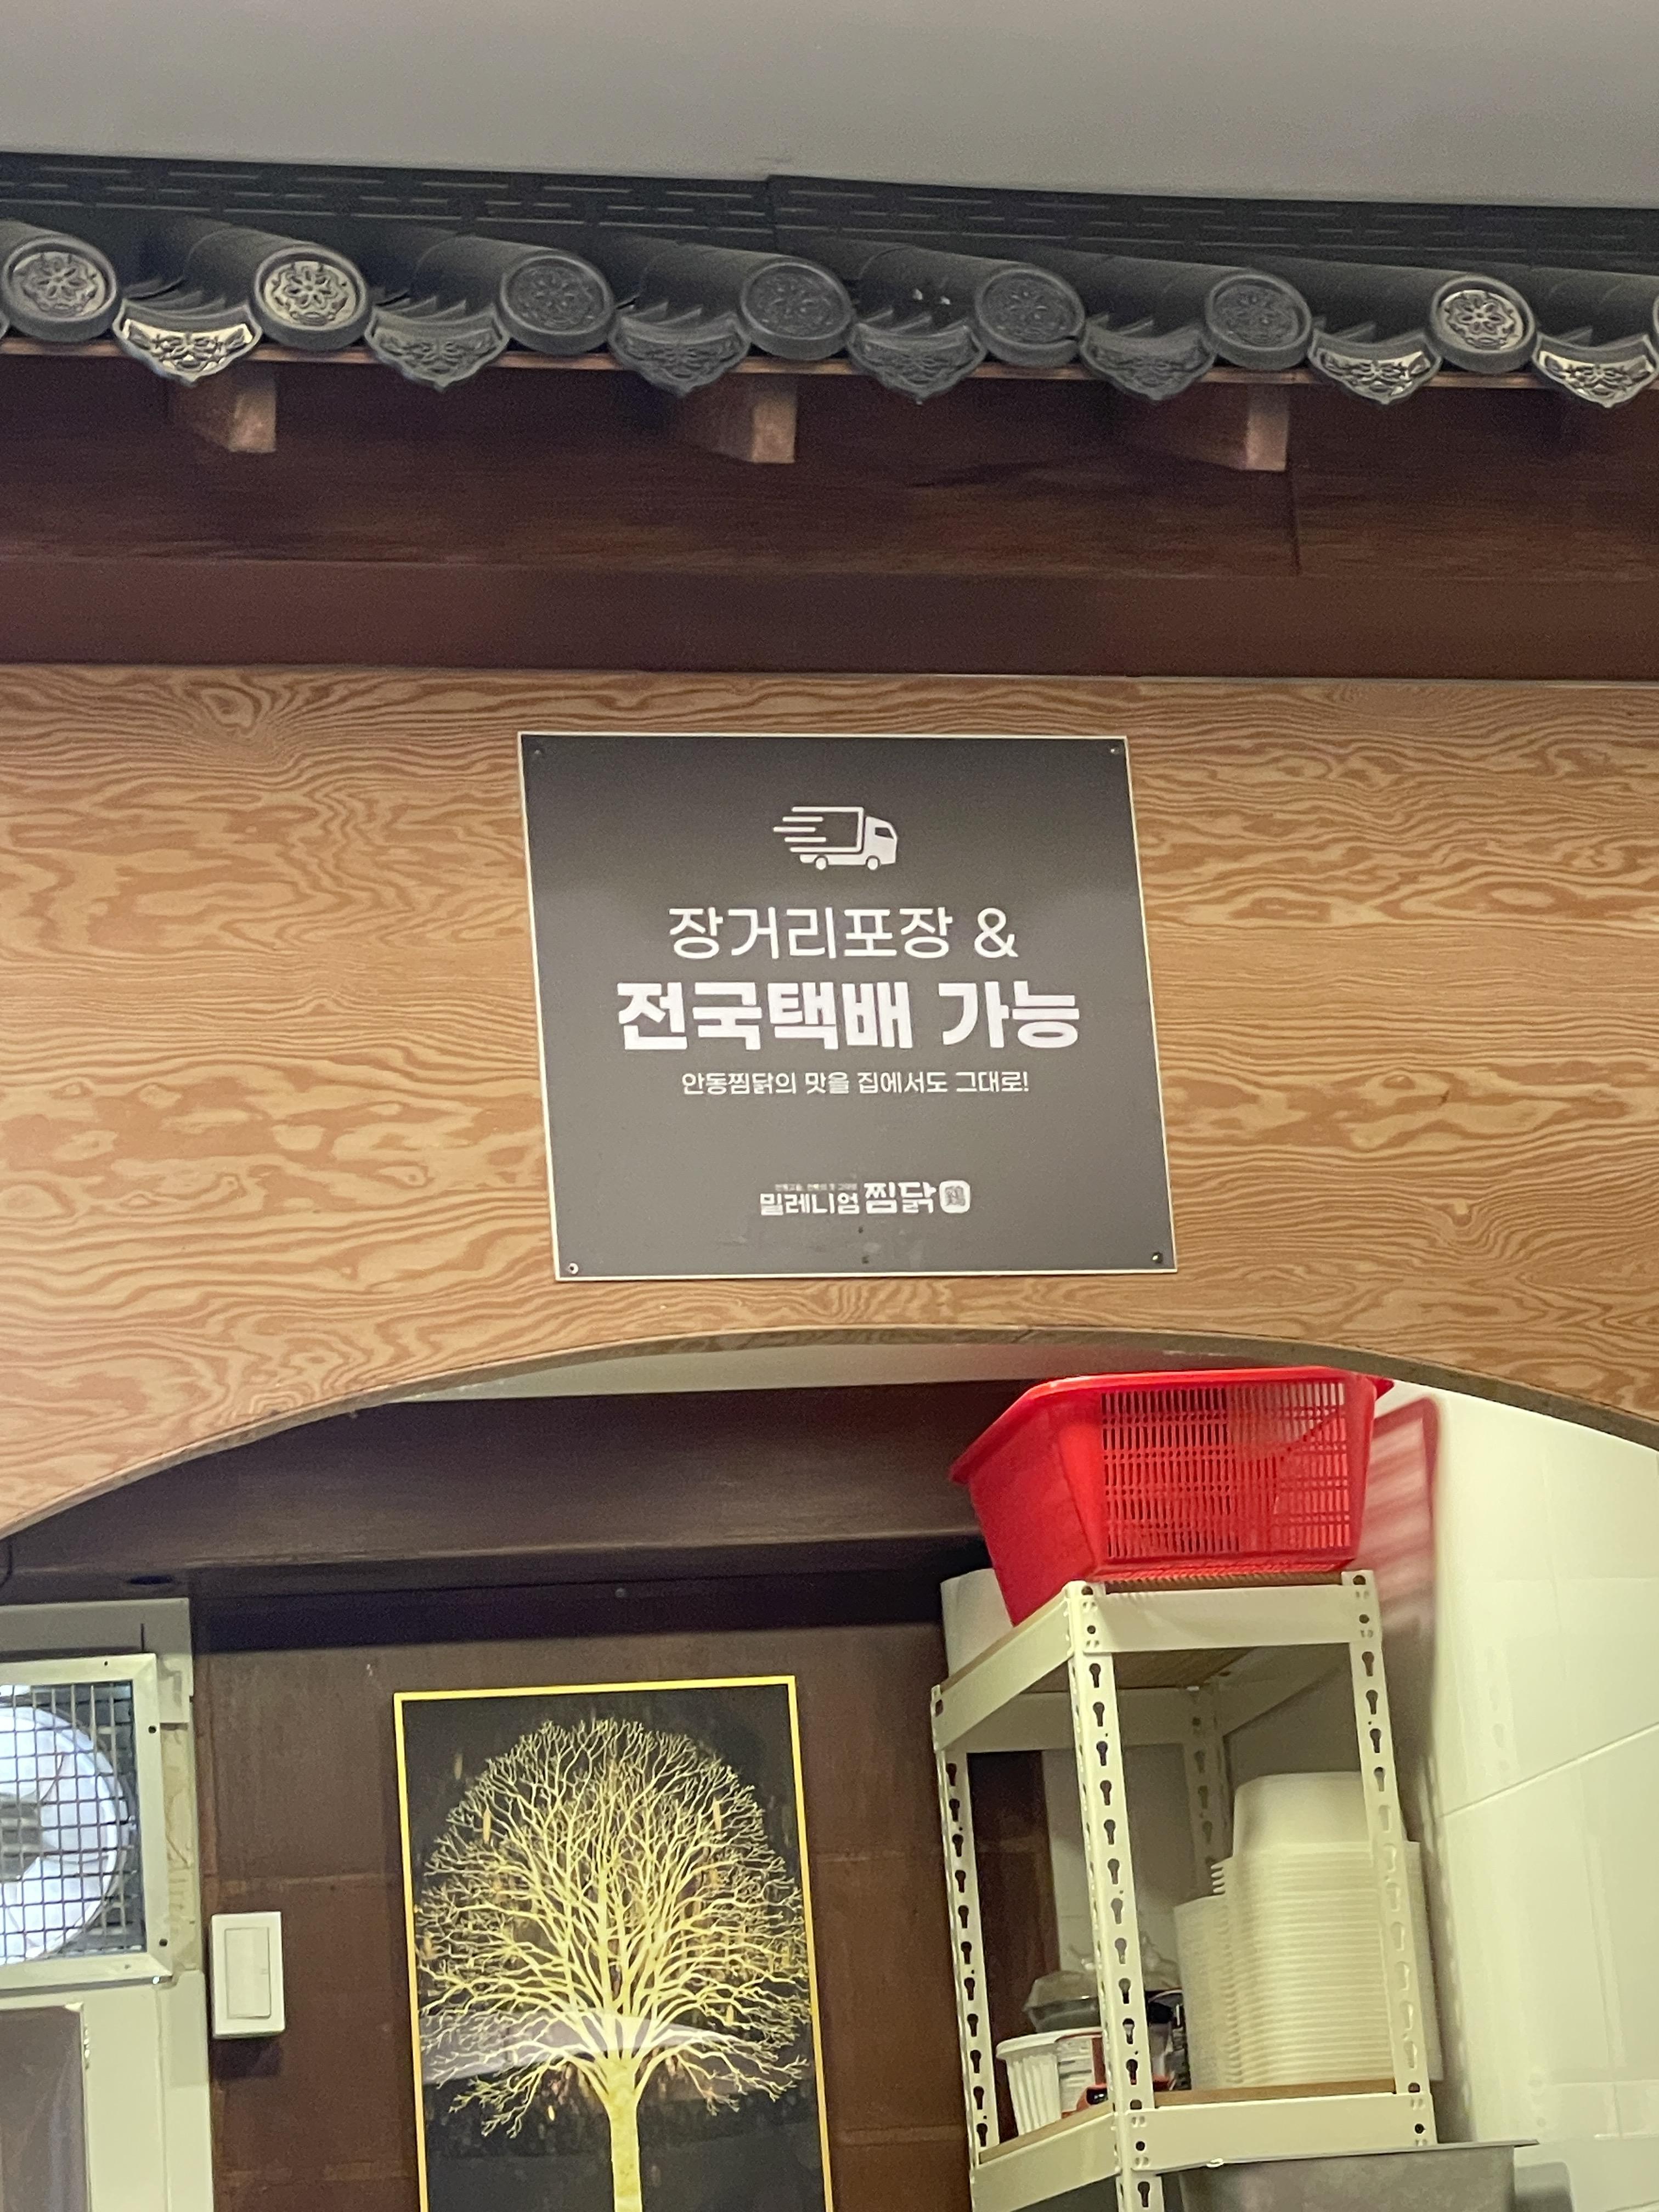 장거리포장 &
전국택배 가능
안동찜닭의 맛을 집에서도 그대로!
밀레니엄 찜닭